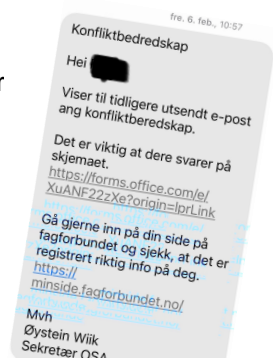 fre. 6. feb., 10:57
Konfliktbedredskap
Hei
Viser til tidligere utsendt e-post
ang konfliktberedskap.
Det er viktig at dere svarer på
skjemaet.
https://forms.office.com/e/
XuANF22zXe?origin=lprLink
Gå gjerne inn på din side på
fagforbundet og sjekk, at det er
registrert riktig info på deg.
https://
minside.fagforbundet.no/
Mvh
Øystein Wiik
Sekretær OSA